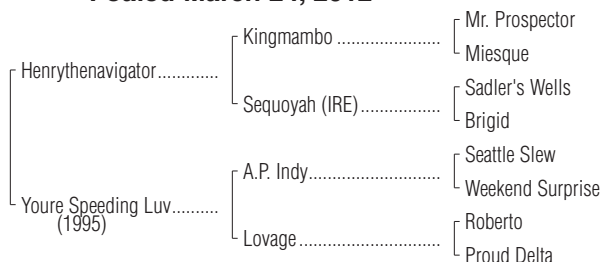 Foaled March 24, 2012
Mr. Prospector
Kingmambo ......................
Miesque
Henrythenavigator.............
Sadler's Wells
Sequoyah (IRE).................
Brigid
Seattle Slew
A.P. Indy............................
Weekend Surprise
Youre Speeding Luv..........
(1995)
Roberto
Lovage..............................
Proud Delta